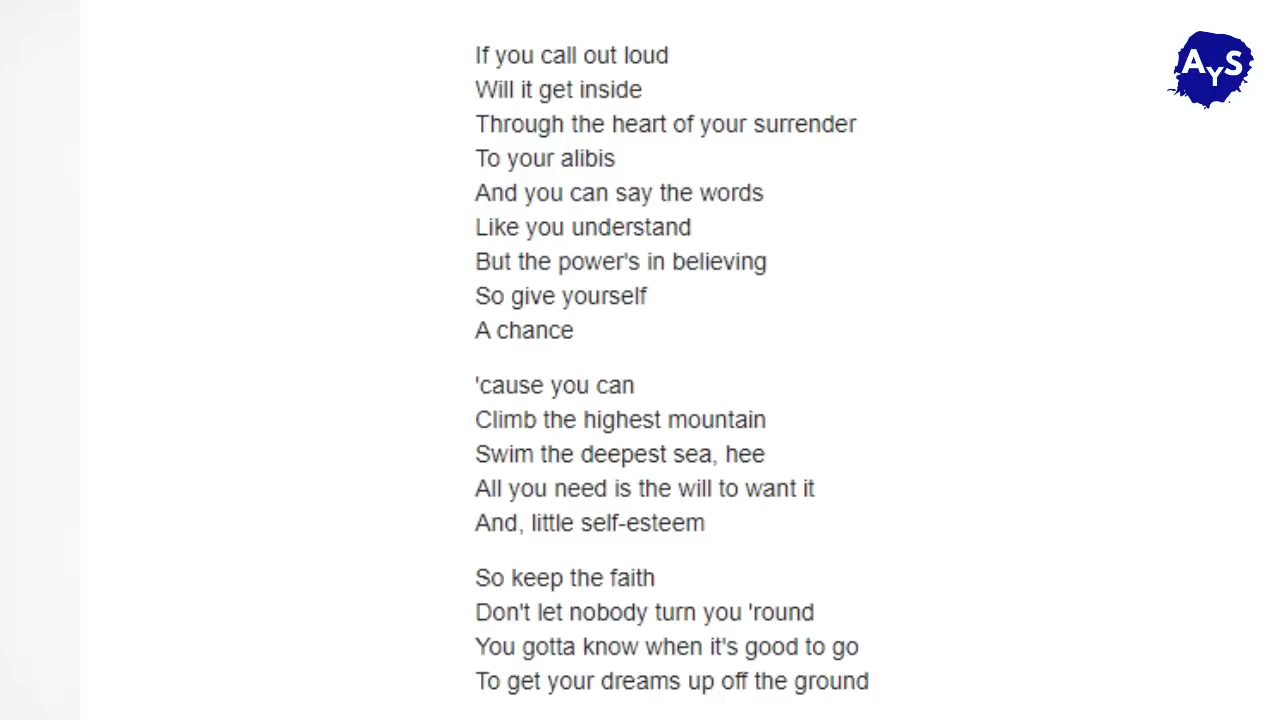 If you call out loud
Will it get inside
Through the heart of your surrender
To your alibis
And you can say the words
Like you understand
But the power's in believing
So give yourself
A chance
'cause you can
Climb the highest mountain
Swim the deepest sea, hee
All you need is the will to want it
And, little self-esteem
So keep the faith
Don't let nobody turn you 'round
You gotta know when it's good to go
To get your dreams up off the ground
AYS